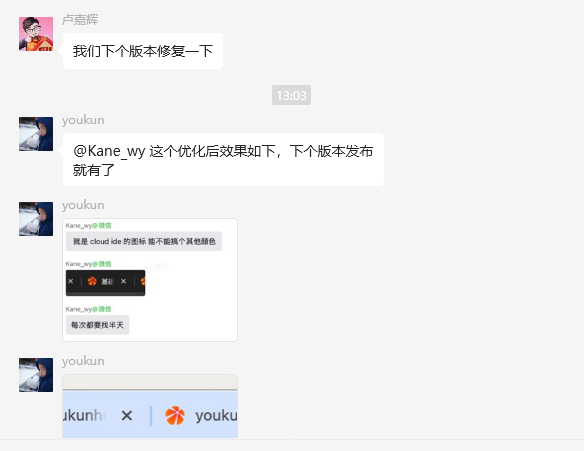 卢嘉辉
我们下个版本修复一下
13:03
youkun
@Kane_wy 这个优化后效果如下，下个版本发布
就有了
youkun
Kane_wy@微信
就是 cloud ide 的图标 能不能搞个其他颜色
Kane_wy@微信
基础
Kane_wy@微信
每次都要找半天
youkun
ukunh
youku